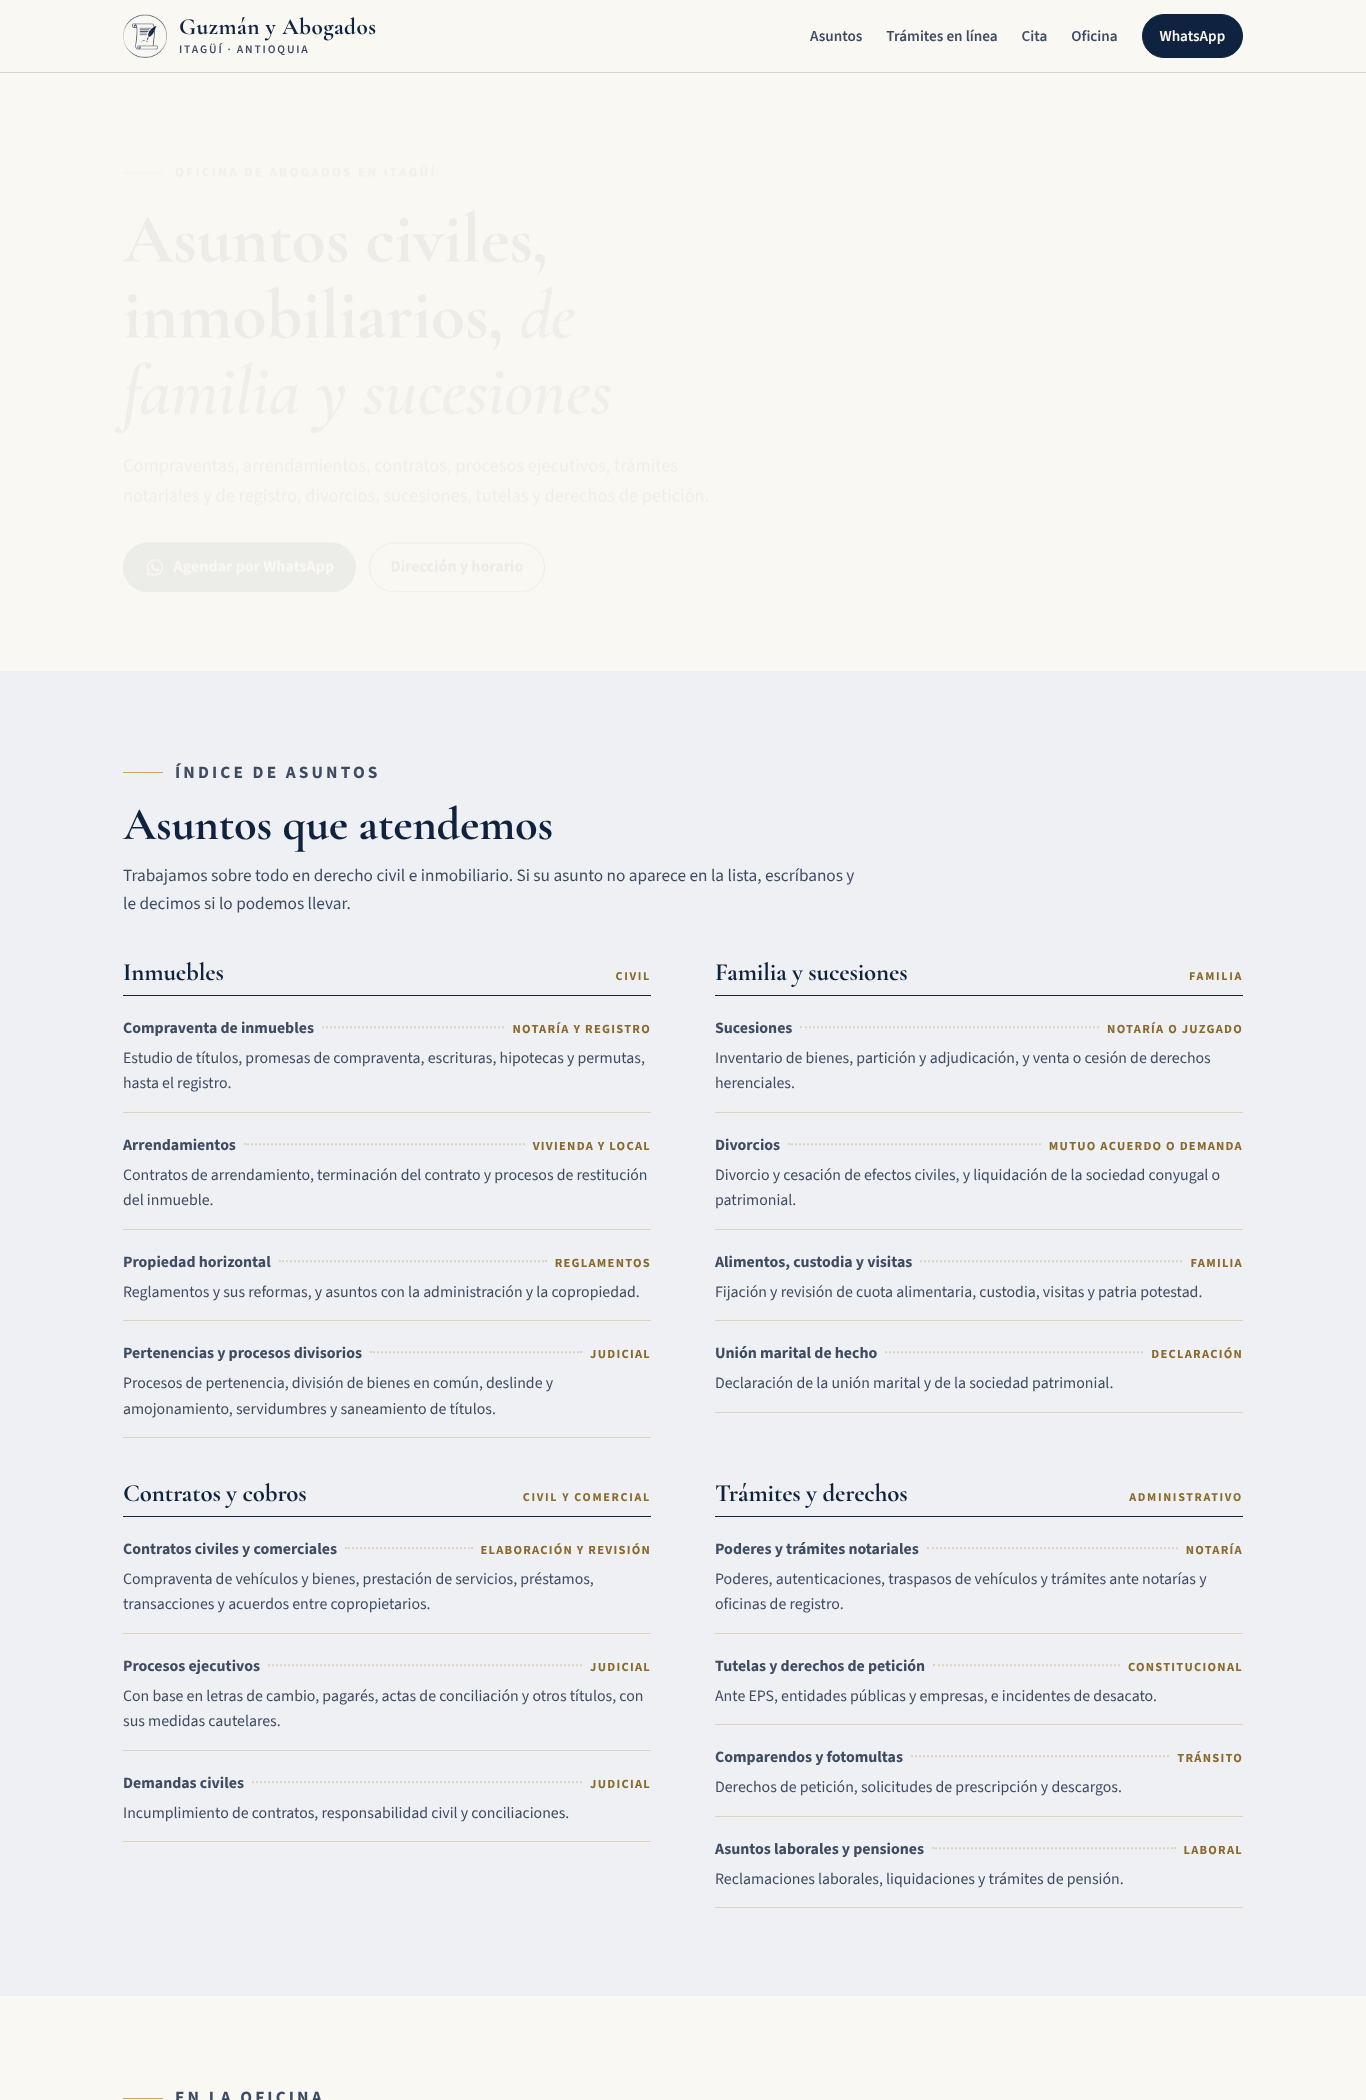 Guzmán y Abogados
ITAGÜÍ · ANTIOQUIA
Asuntos
Trámites en línea
Cita
Oficina
WhatsApp
OFICINA DE ABOGADOS EN ITAGÜÍ
Asuntos civiles,
inmobiliarios, de
familia y sucesiones
Compraventas, arrendamientos, contratos, procesos ejecutivos, trámites
notariales y de registro, divorcios, sucesiones, tutelas y derechos de petición.
Agendar por WhatsApp
Dirección y horario
ÍNDICE DE ASUNTOS
Asuntos que atendemos
Trabajamos sobre todo en derecho civil e inmobiliario. Si su asunto no aparece en la lista, escríbanos y
le decimos si lo podemos llevar.
Inmuebles CIVIL
Compraventa de inmuebles NOTARÍA Y REGISTRO
Estudio de títulos, promesas de compraventa, escrituras, hipotecas y permutas,
hasta el registro.
Arrendamientos VIVIENDA Y LOCAL
Contratos de arrendamiento, terminación del contrato y procesos de restitución
del inmueble.
Propiedad horizontal REGLAMENTOS
Reglamentos y sus reformas, y asuntos con la administración y la copropiedad.
Pertenencias y procesos divisorios JUDICIAL
Procesos de pertenencia, división de bienes en común, deslinde y
amojonamiento, servidumbres y saneamiento de títulos.
Familia y sucesiones FAMILIA
Sucesiones NOTARÍA O JUZGADO
Inventario de bienes, partición y adjudicación, y venta o cesión de derechos
herenciales.
Divorcios MUTUO ACUERDO O DEMANDA
Divorcio y cesación de efectos civiles, y liquidación de la sociedad conyugal o
patrimonial.
Alimentos, custodia y visitas FAMILIA
Fijación y revisión de cuota alimentaria, custodia, visitas y patria potestad.
Unión marital de hecho DECLARACIÓN
Declaración de la unión marital y de la sociedad patrimonial.
Contratos y cobros CIVIL Y COMERCIAL
Contratos civiles y comerciales ELABORACIÓN Y REVISIÓN
Compraventa de vehículos y bienes, prestación de servicios, préstamos,
transacciones y acuerdos entre copropietarios.
Procesos ejecutivos JUDICIAL
Con base en letras de cambio, pagarés, actas de conciliación y otros títulos, con
sus medidas cautelares.
Demandas civiles JUDICIAL
Incumplimiento de contratos, responsabilidad civil y conciliaciones.
Trámites y derechos ADMINISTRATIVO
Poderes y trámites notariales NOTARÍA
Poderes, autenticaciones, traspasos de vehículos y trámites ante notarías y
oficinas de registro.
Tutelas y derechos de petición CONSTITUCIONAL
Ante EPS, entidades públicas y empresas, e incidentes de desacato.
Comparendos y fotomultas TRÁNSITO
Derechos de petición, solicitudes de prescripción y descargos.
Asuntos laborales y pensiones LABORAL
Reclamaciones laborales, liquidaciones y trámites de pensión.
EN LA OFICINA